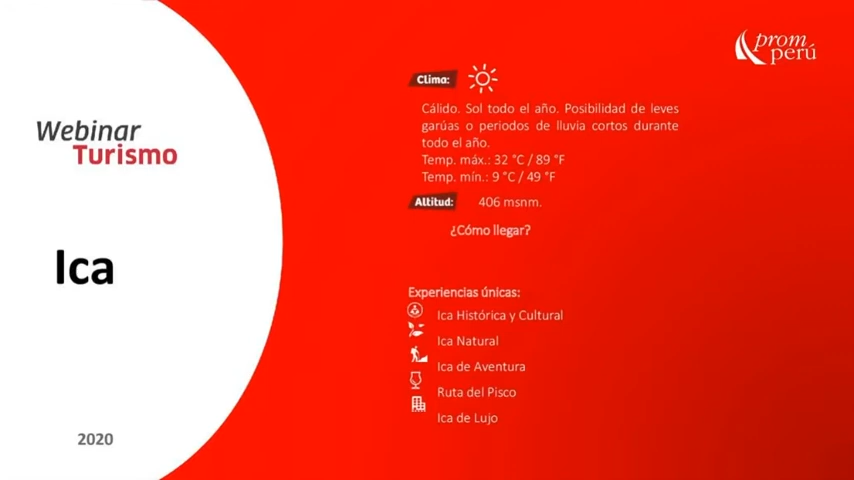 Webinar
Turismo
Ica
2020
prom
perú
Clima:
Cálido. Sol todo el año. Posibilidad de leves
garúas o periodos de lluvia cortos durante
todo el año.
Temp. máx.: 32 °C / 89 °F
Temp. mín.: 9 °C / 49 °F
Altitud: 406 msnm.
¿Cómo llegar?
Experiencias únicas:
Ica Histórica y Cultural
Ica Natural
Ica de Aventura
Ruta del Pisco
Ica de Lujo